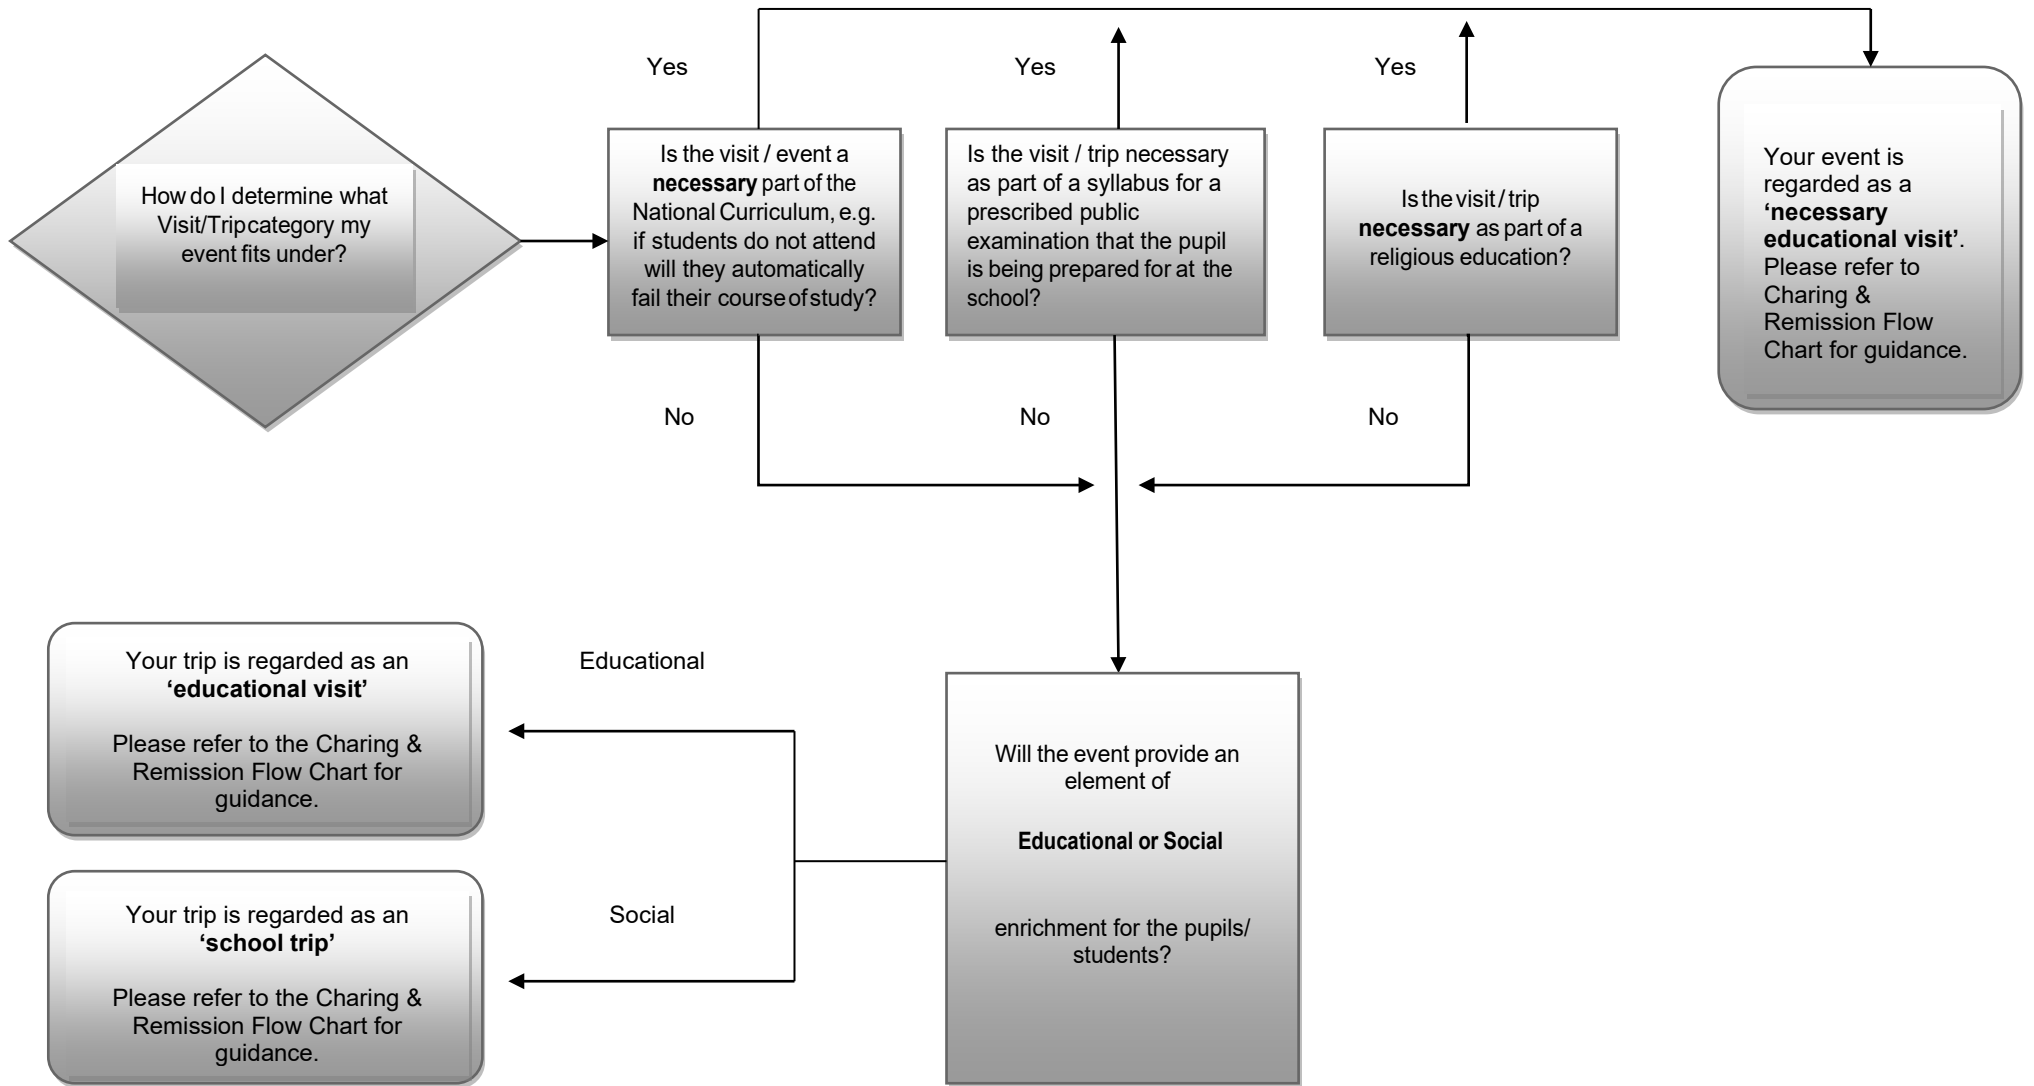 Yes
Yes
Yes
How do I determine what
Visit/Tripcategory my
event fits under?
Is the visit / event a
necessary part of the
National Curriculum, e.g.
if students do not attend
will they automatically
fail their course of study?
Is the visit / trip necessary
as part of a syllabus for a
prescribed public
examination that the pupil
is being prepared for at the
school?
Is the visit / trip
necessary as part of a
religious education?
Your event is
regarded as a
‘necessary
educational visit’.
Please refer to
Charing &
Remission Flow
Chart for guidance.
No
No
No
Your trip is regarded as an
‘educational visit’
Please refer to the Charing &
Remission Flow Chart for
guidance.
Educational
Will the event provide an
element of
Educational or Social
enrichment for the pupils/
students?
Your trip is regarded as an
‘school trip’
Please refer to the Charing &
Remission Flow Chart for
guidance.
Social